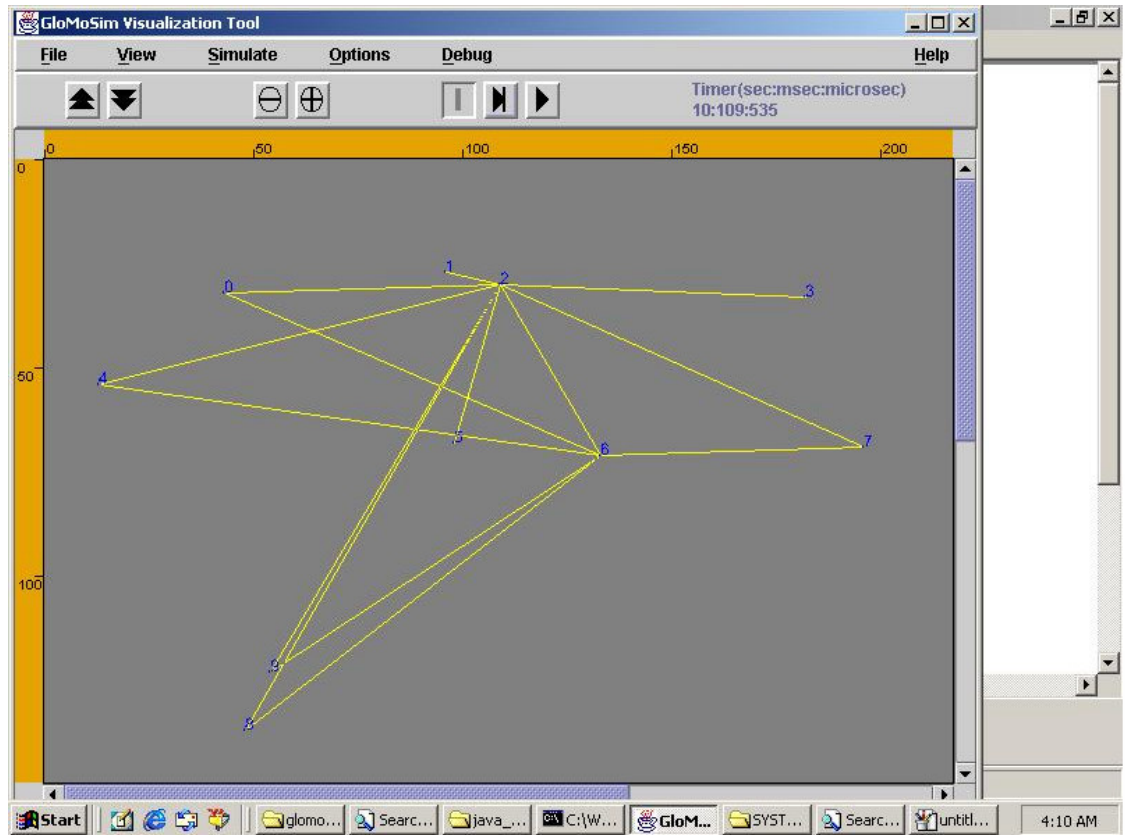 GloMoSim Visualization Tool
File View Simulate Options Debug Help
Timer(sec:msec:microsec)
10:109:535
0 50 100 150 200
0
1
2
0
3
50
4
5
6
7
100
9
8
Start glomo... Searc... java_... C:\W... GloM... SYST... Searc... untitl... 4:10 AM